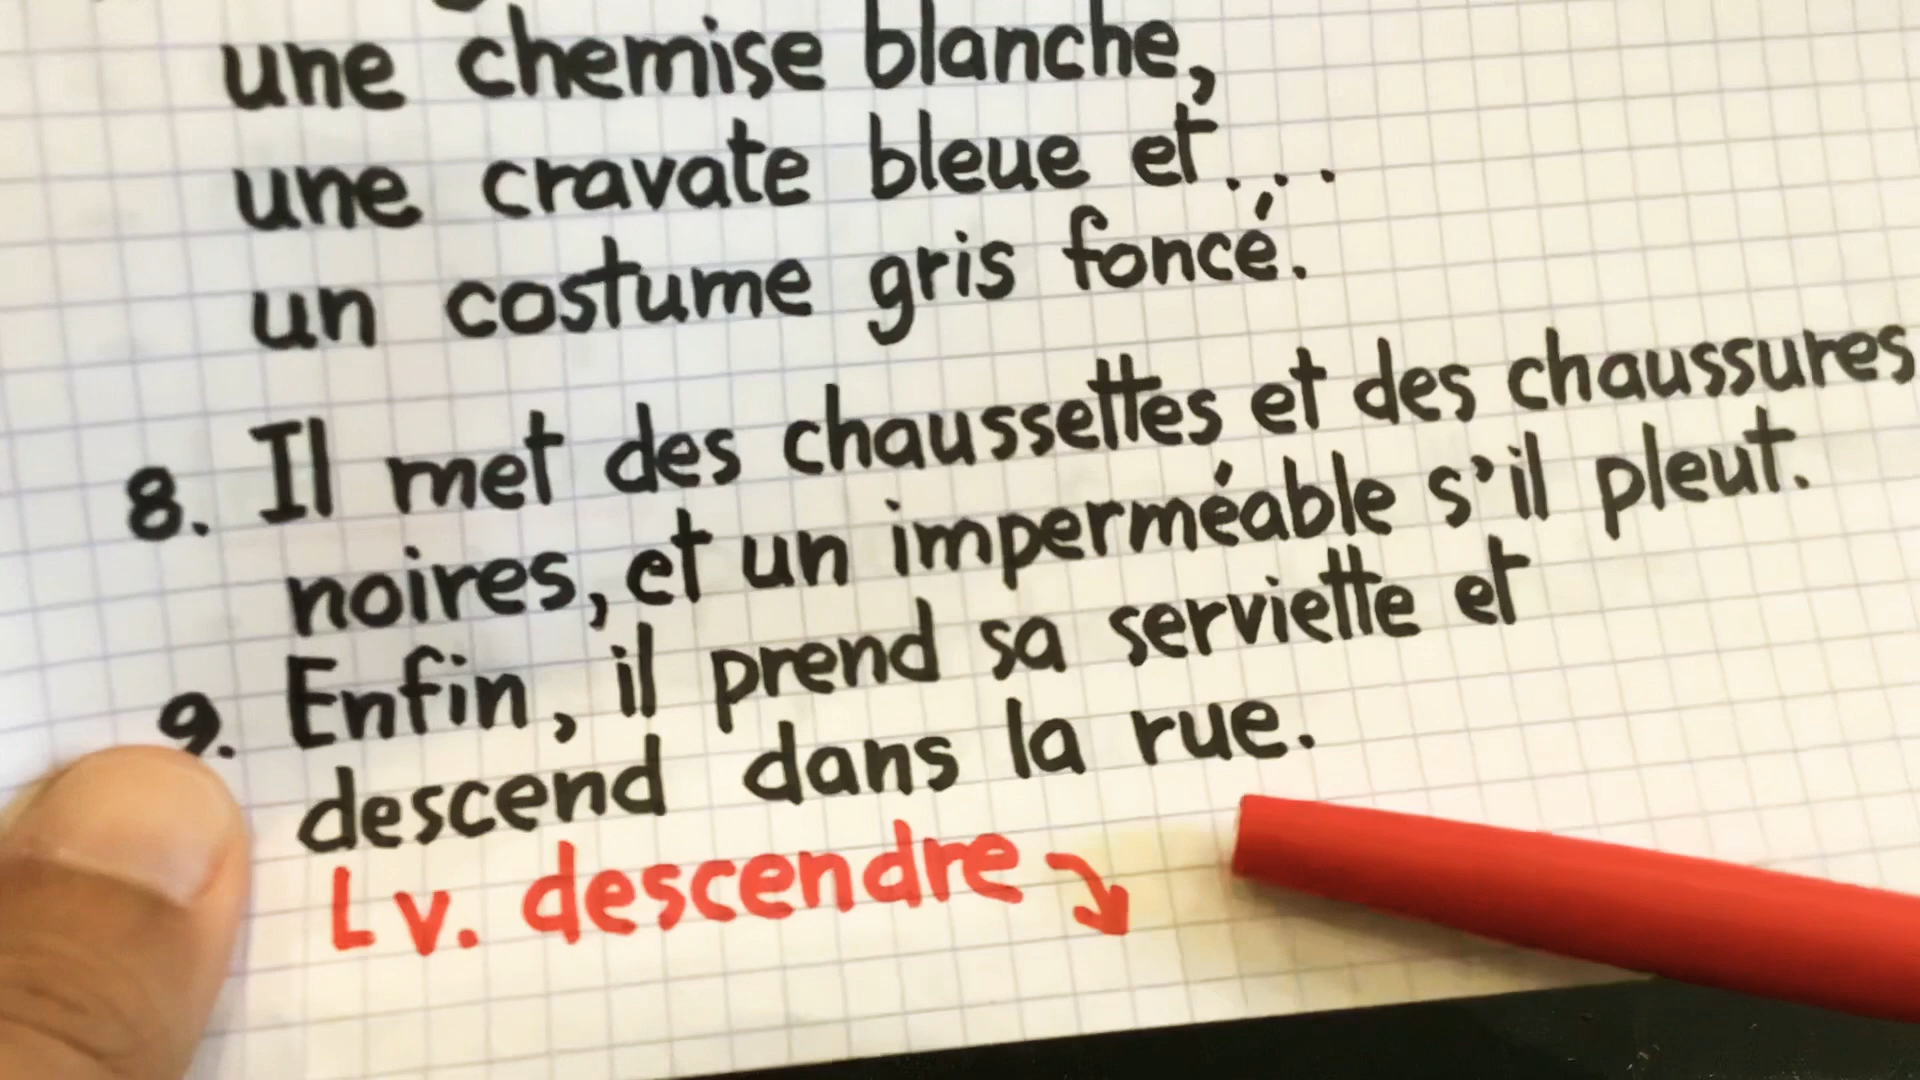 une chemise blanche,
une cravate bleue et...
un costume gris foncé.
8. Il met des chaussettes et des chaussures
noires, et un imperméable s'il pleut.
9. Enfin, il prend sa serviette et
descend dans la rue.
L v. descendre ↘